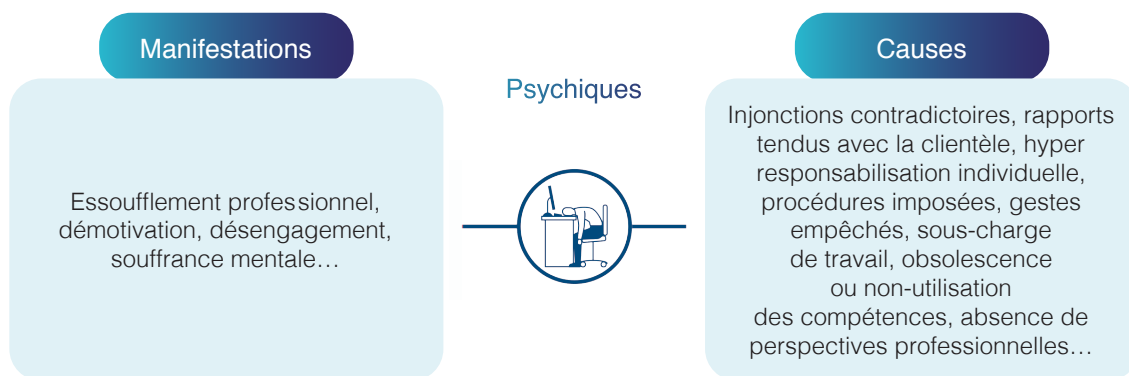 Manifestations
Essoufflement professionnel,
démotivation, désengagement,
souffrance mentale…
Psychiques
Causes
Injonctions contradictoires, rapports
tendus avec la clientèle, hyper
responsabilisation individuelle,
procédures imposées, gestes
empêchés, sous-charge
de travail, obsolescence
ou non-utilisation
des compétences, absence de
perspectives professionnelles…